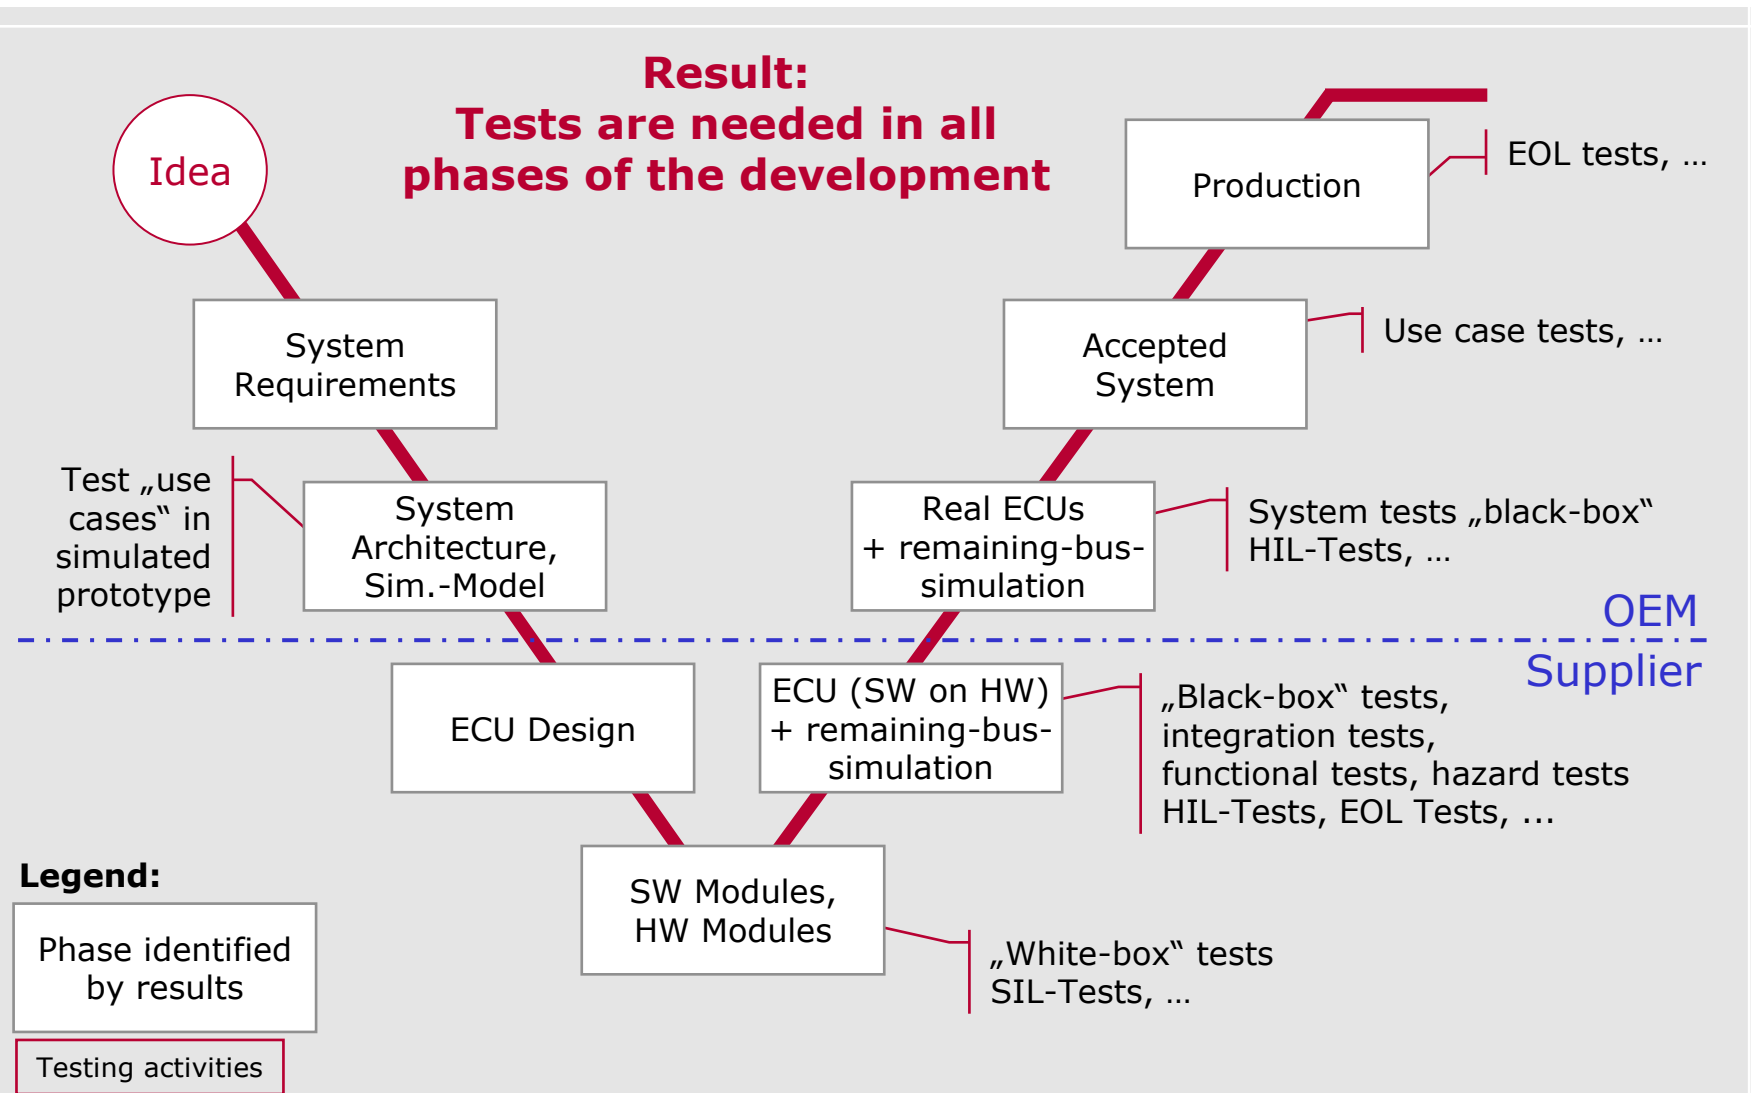 Result:
Tests are needed in all
phases of the development
Idea
Production
EOL tests, …
System
Requirements
Accepted
System
Use case tests, …
Test „use
cases“ in
simulated
prototype
System
Architecture,
Sim.-Model
Real ECUs
+ remaining-bus-
simulation
System tests „black-box“
HIL-Tests, …
OEM
Supplier
ECU Design
ECU (SW on HW)
+ remaining-bus-
simulation
„Black-box“ tests,
integration tests,
functional tests, hazard tests
HIL-Tests, EOL Tests, ...
SW Modules,
HW Modules
„White-box“ tests
SIL-Tests, …
Legend:
Phase identified
by results
Testing activities